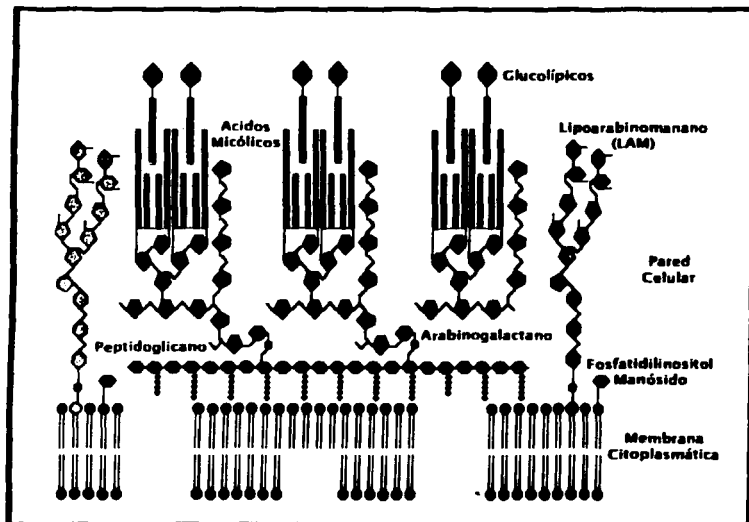 Glucolípicos
Acidos
Micólicos
Lipoarabinomanano
(LAM)
Pared
Celular
Peptidoglicano
Arabinogalactano
Fosfatidilinositol
Manósido
Membrana
Citoplasmática